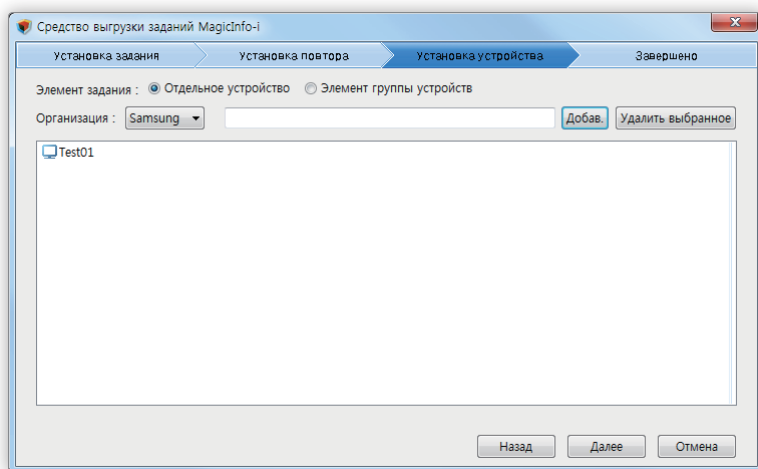 Средство выгрузки заданий MagicInfo-i
Установка задания Установка повтора Установка устройства Завершено
Элемент задания : Отдельное устройство Элемент группы устройств
Организация : Samsung Добав. Удалить выбранное
Test01
Назад Далее Отмена